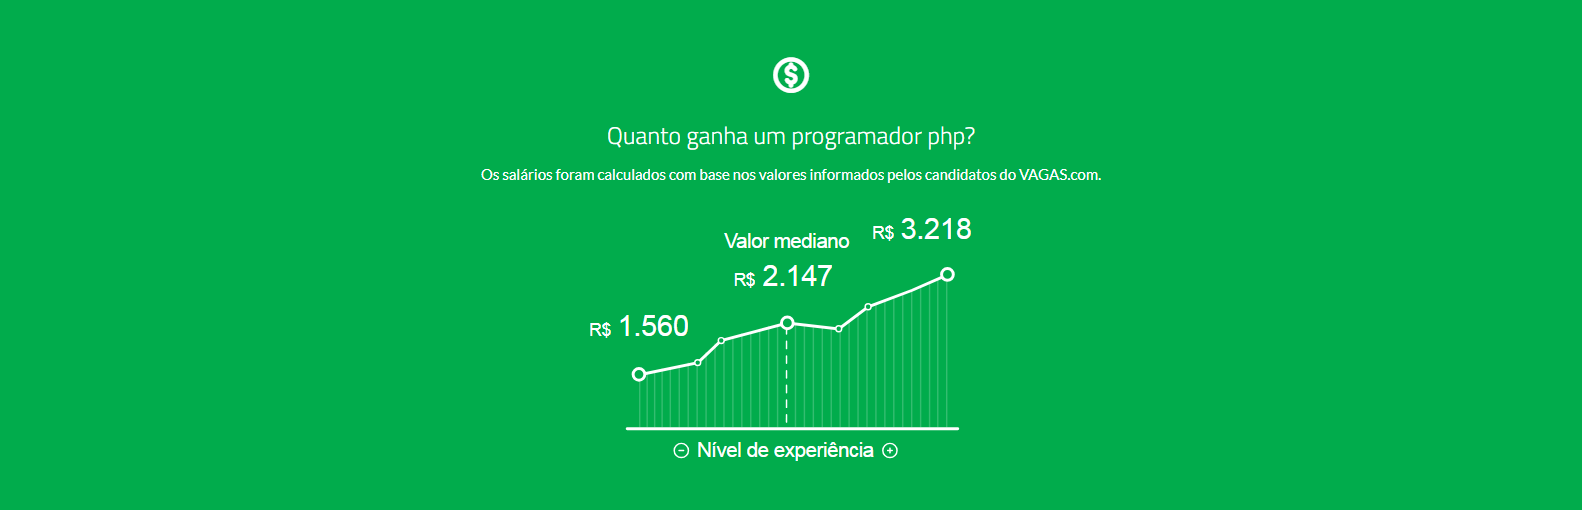 Quanto ganha um programador php?
Os salários foram calculados com base nos valores informados pelos candidatos do VAGAS.com.
R$ 3.218
Valor mediano
R$ 2.147
R$ 1.560
Nível de experiência